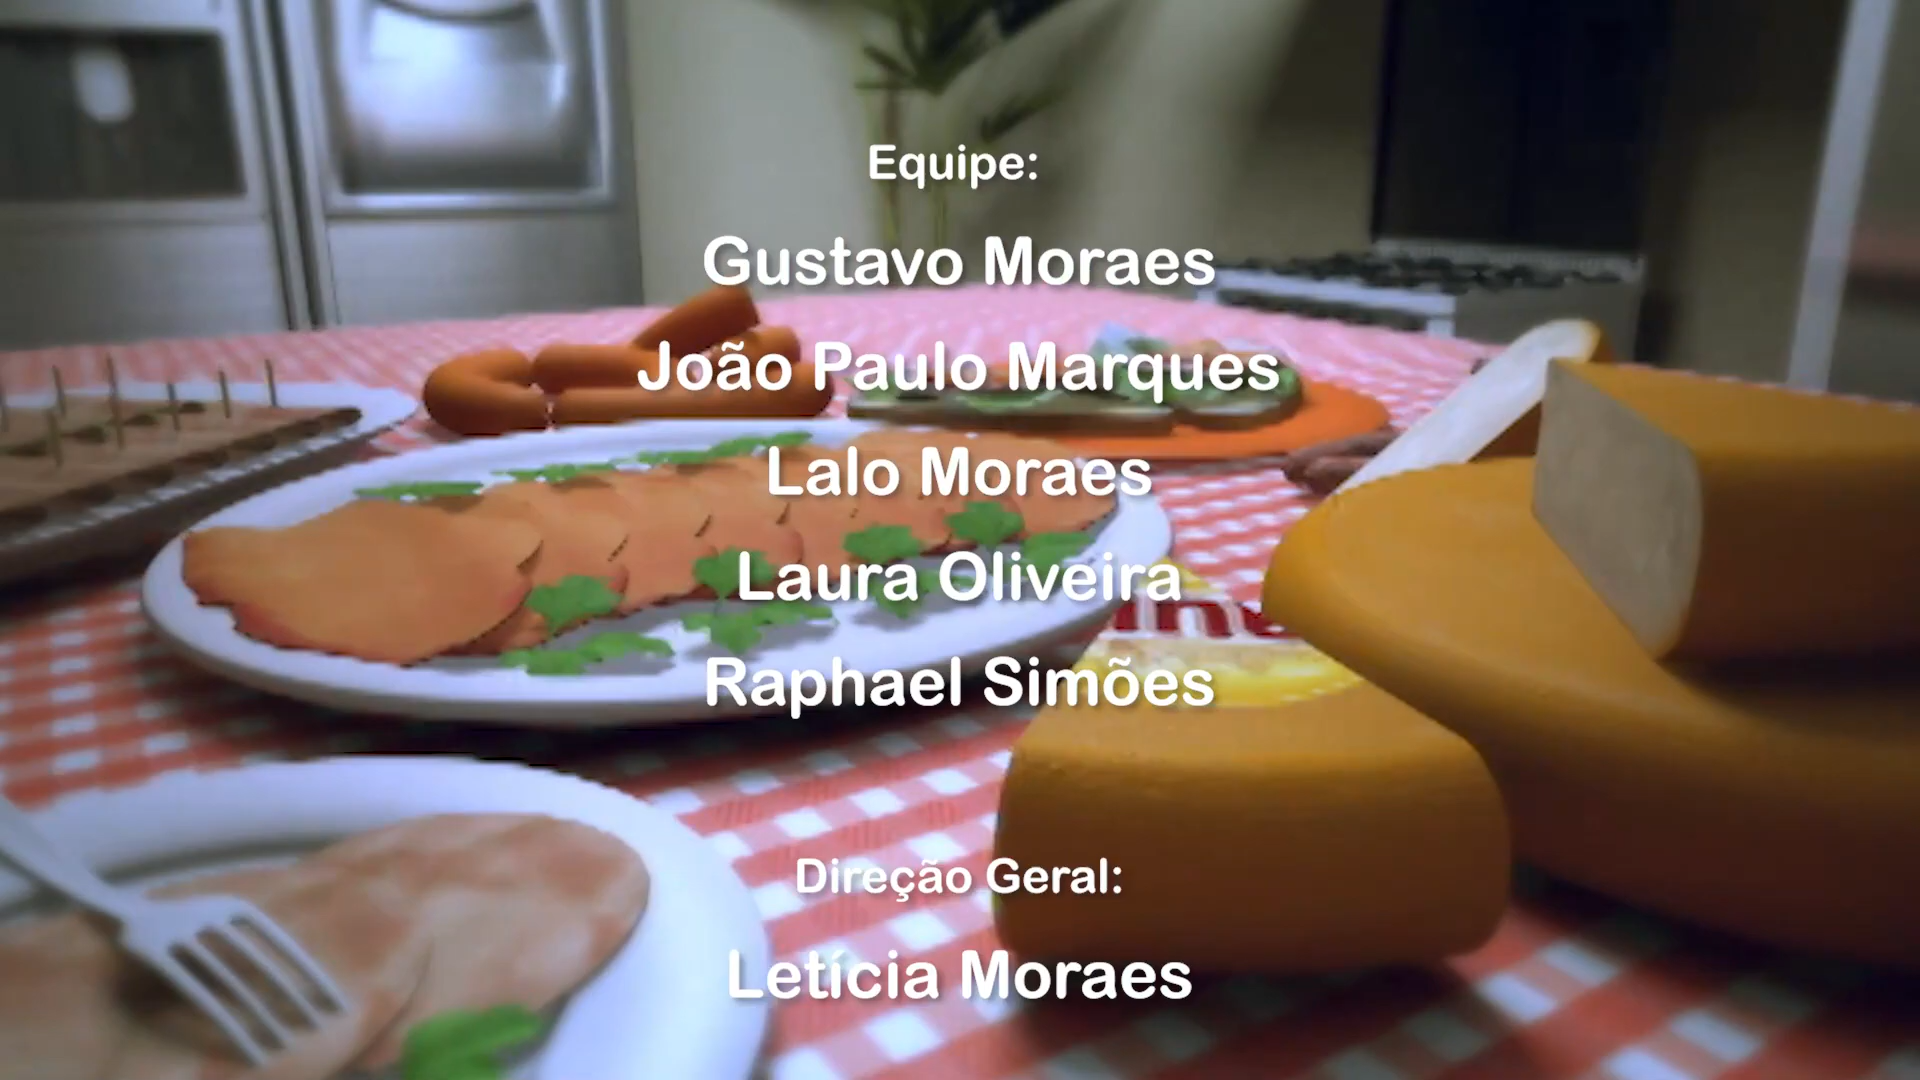 Equipe:
Gustavo Moraes
João Paulo Marques
Lalo Moraes
Laura Oliveira
Raphael Simões
Direção Geral:
Letícia Moraes